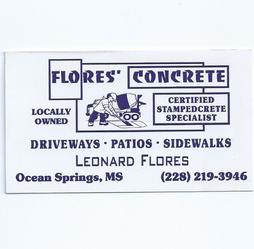 FLORES' CONCRETE
LOCALLY OWNED
CERTIFIED STAMPEDCRETE SPECIALIST
DRIVEWAYS · PATIOS · SIDEWALKS
LEONARD FLORES
Ocean Springs, MS (228) 219-3946